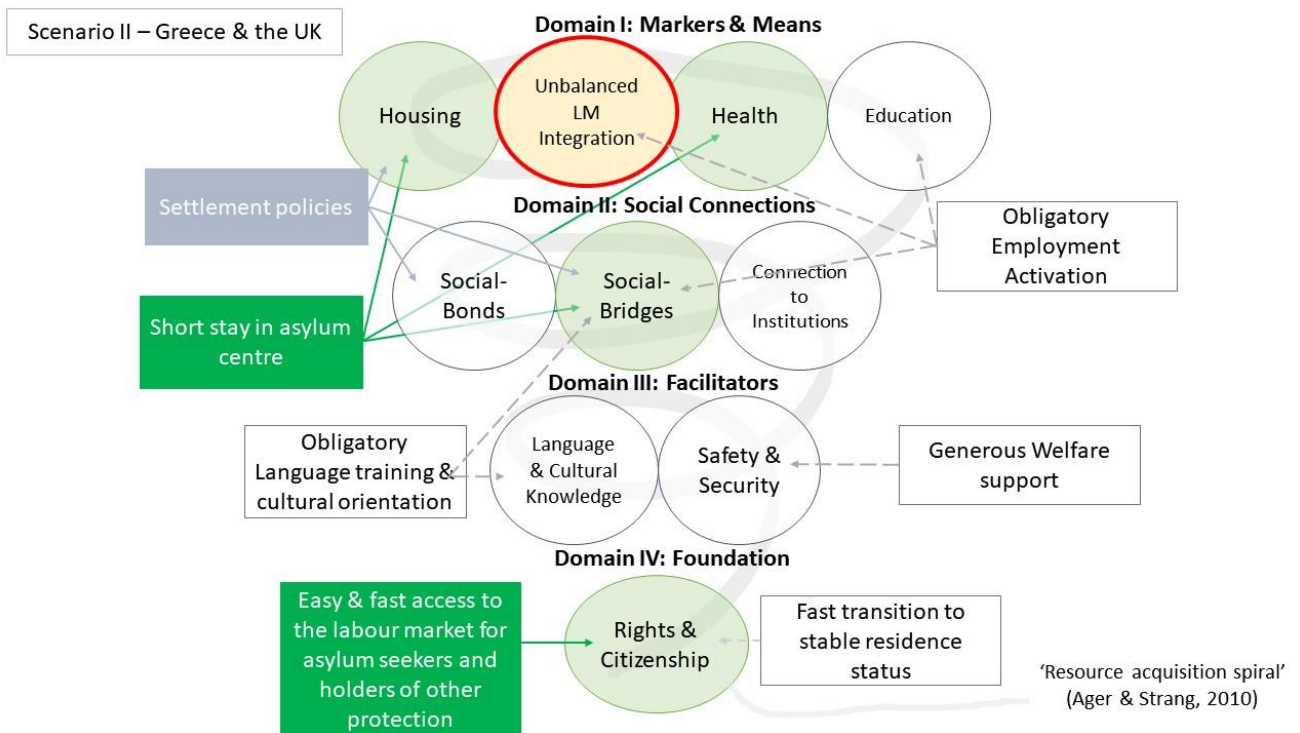 Scenario II – Greece & the UK
Domain I: Markers & Means
Housing
Unbalanced
LM
Integration
Health
Education
Settlement policies
Domain II: Social Connections
Obligatory
Employment
Activation
Social-
Bonds
Social-
Bridges
Connection
to
Institutions
Short stay in asylum
centre
Domain III: Facilitators
Obligatory
Language training &
cultural orientation
Language
& Cultural
Knowledge
Safety &
Security
Generous Welfare
support
Domain IV: Foundation
Easy & fast access to
the labour market for
asylum seekers and
holders of other
protection
Rights &
Citizenship
Fast transition to
stable residence
status
'Resource acquisition spiral'
(Ager & Strang, 2010)